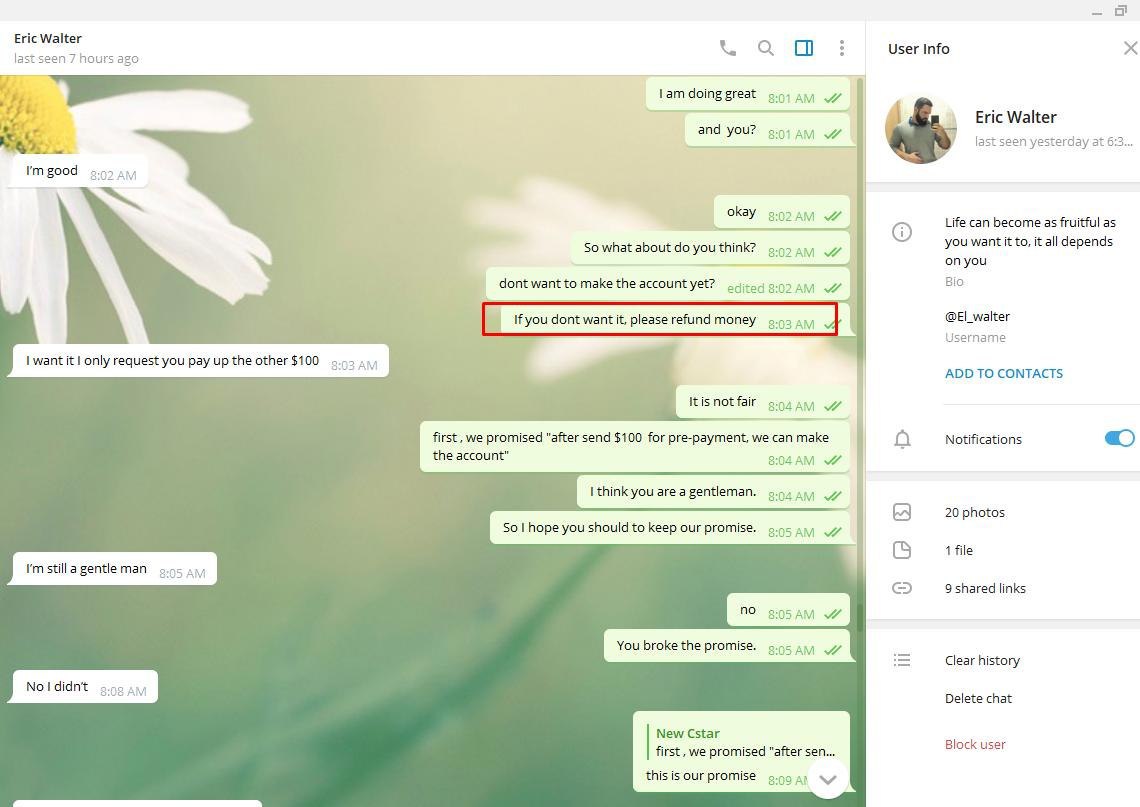 Eric Walter
last seen 7 hours ago
I am doing great 8:01 AM
and you? 8:01 AM
I'm good 8:02 AM
okay 8:02 AM
So what about do you think? 8:02 AM
dont want to make the account yet? edited 8:02 AM
If you dont want it, please refund money 8:03 AM
I want it I only request you pay up the other $100 8:03 AM
It is not fair 8:04 AM
first , we promised "after send $100 for pre-payment, we can make
the account" 8:04 AM
I think you are a gentleman. 8:04 AM
So I hope you should to keep our promise. 8:05 AM
I'm still a gentle man 8:05 AM
no 8:05 AM
You broke the promise. 8:05 AM
No I didn't 8:08 AM
New Cstar
first , we promised "after sen...
this is our promise 8:09 AM
User Info
Eric Walter
last seen yesterday at 6:3...
Life can become as fruitful as
you want it to, it all depends
on you
Bio
@El_walter
Username
ADD TO CONTACTS
Notifications
20 photos
1 file
9 shared links
Clear history
Delete chat
Block user